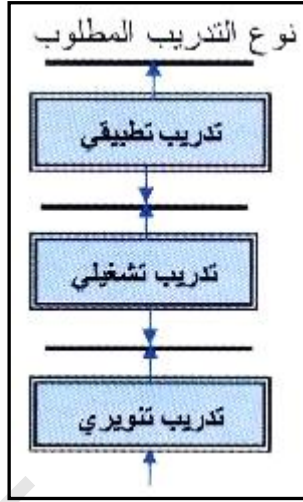 نوع التدريب المطلوب
تدريب تطبيقي
تدريب تشغيلي
تدريب تنويري